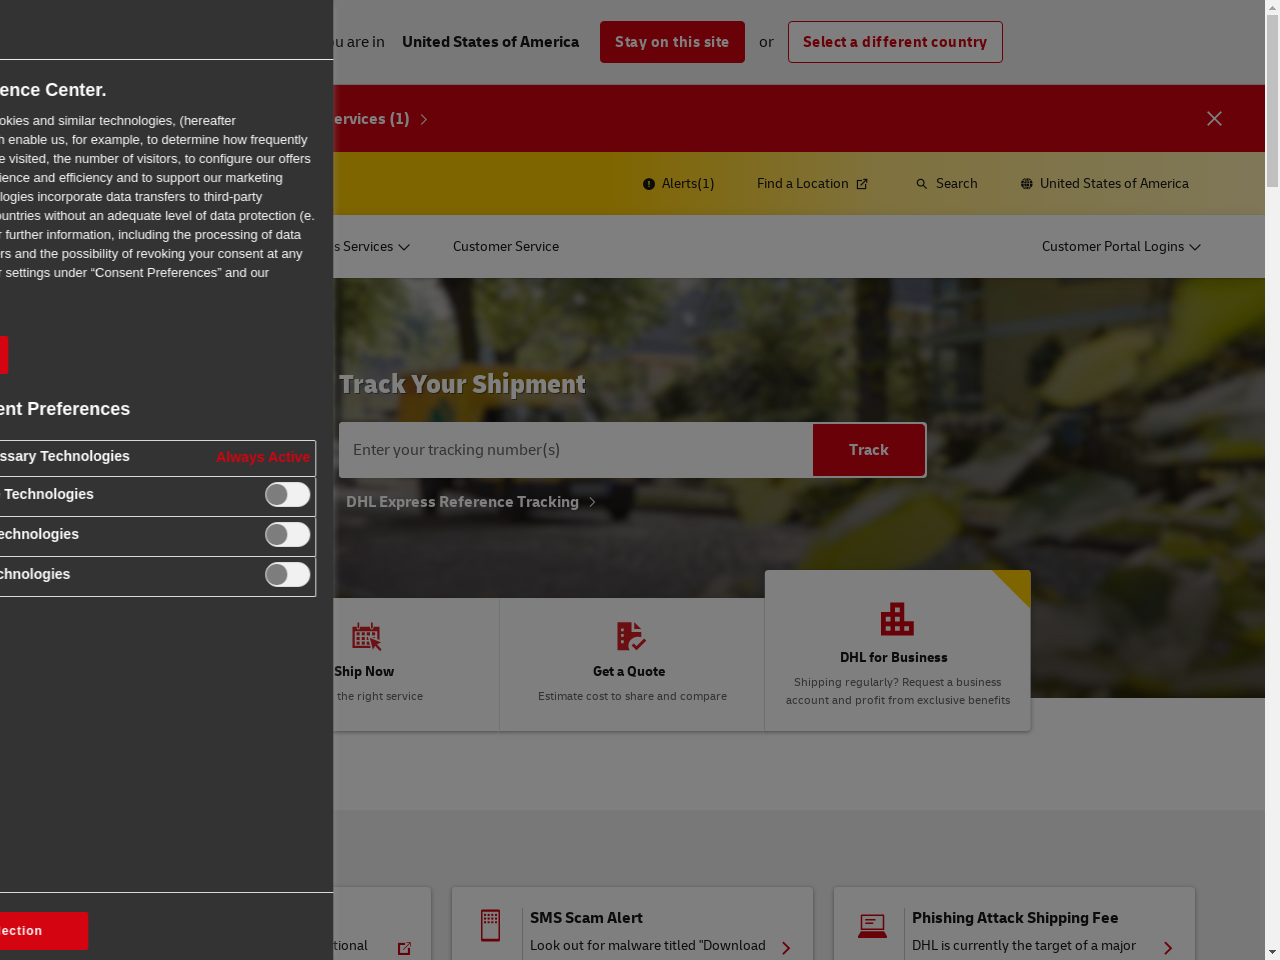 ou are in United States of America Stay on this site or Select a different country
ervices (1)
Alerts(1) Find a Location Search United States of America
s Services Customer Service Customer Portal Logins
ence Center.
okies and similar technologies, (hereafter
h enable us, for example, to determine how frequently
e visited, the number of visitors, to configure our offers
ience and efficiency and to support our marketing
logies incorporate data transfers to third-party
ountries without an adequate level of data protection (e.
r further information, including the processing of data
ers and the possibility of revoking your consent at any
r settings under “Consent Preferences” and our
ent Preferences
ssary Technologies Always Active
Technologies
echnologies
chnologies
lection
Track Your Shipment
Enter your tracking number(s) Track
DHL Express Reference Tracking
Ship Now
the right service
Get a Quote
Estimate cost to share and compare
DHL for Business
Shipping regularly? Request a business
account and profit from exclusive benefits
tional
SMS Scam Alert
Look out for malware titled "Download
Phishing Attack Shipping Fee
DHL is currently the target of a major